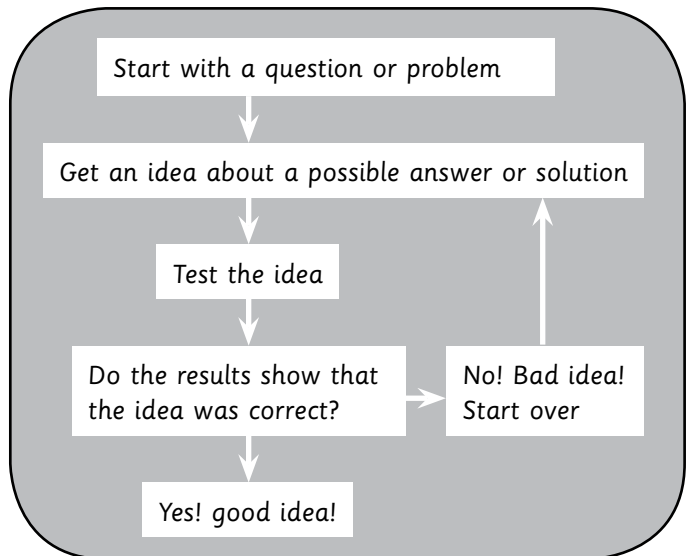 Start with a question or problem
Get an idea about a possible answer or solution
Test the idea
Do the results show that
the idea was correct?
No! Bad idea!
Start over
Yes! good idea!